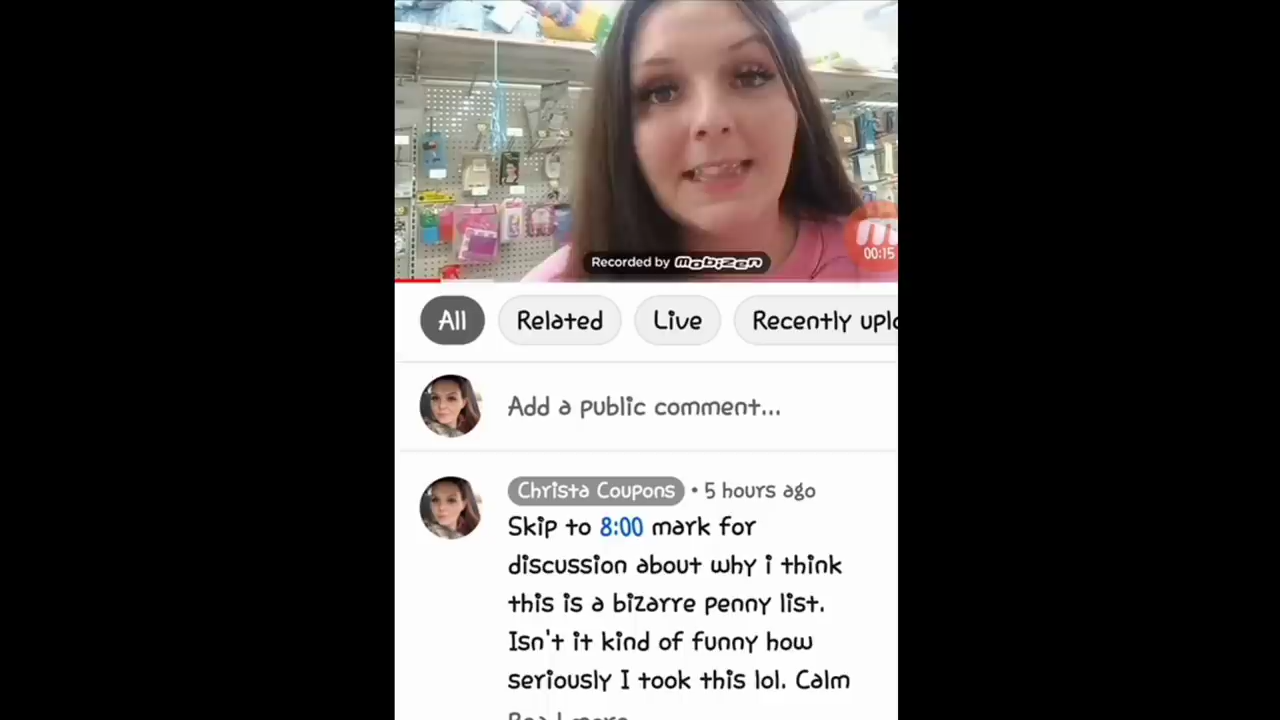 Recorded by mobizen
00:15
All
Related
Live
Recently uplo
Add a public comment...
Christa Coupons • 5 hours ago
Skip to 8:00 mark for
discussion about why i think
this is a bizarre penny list.
Isn't it kind of funny how
seriously I took this lol. Calm
Read more